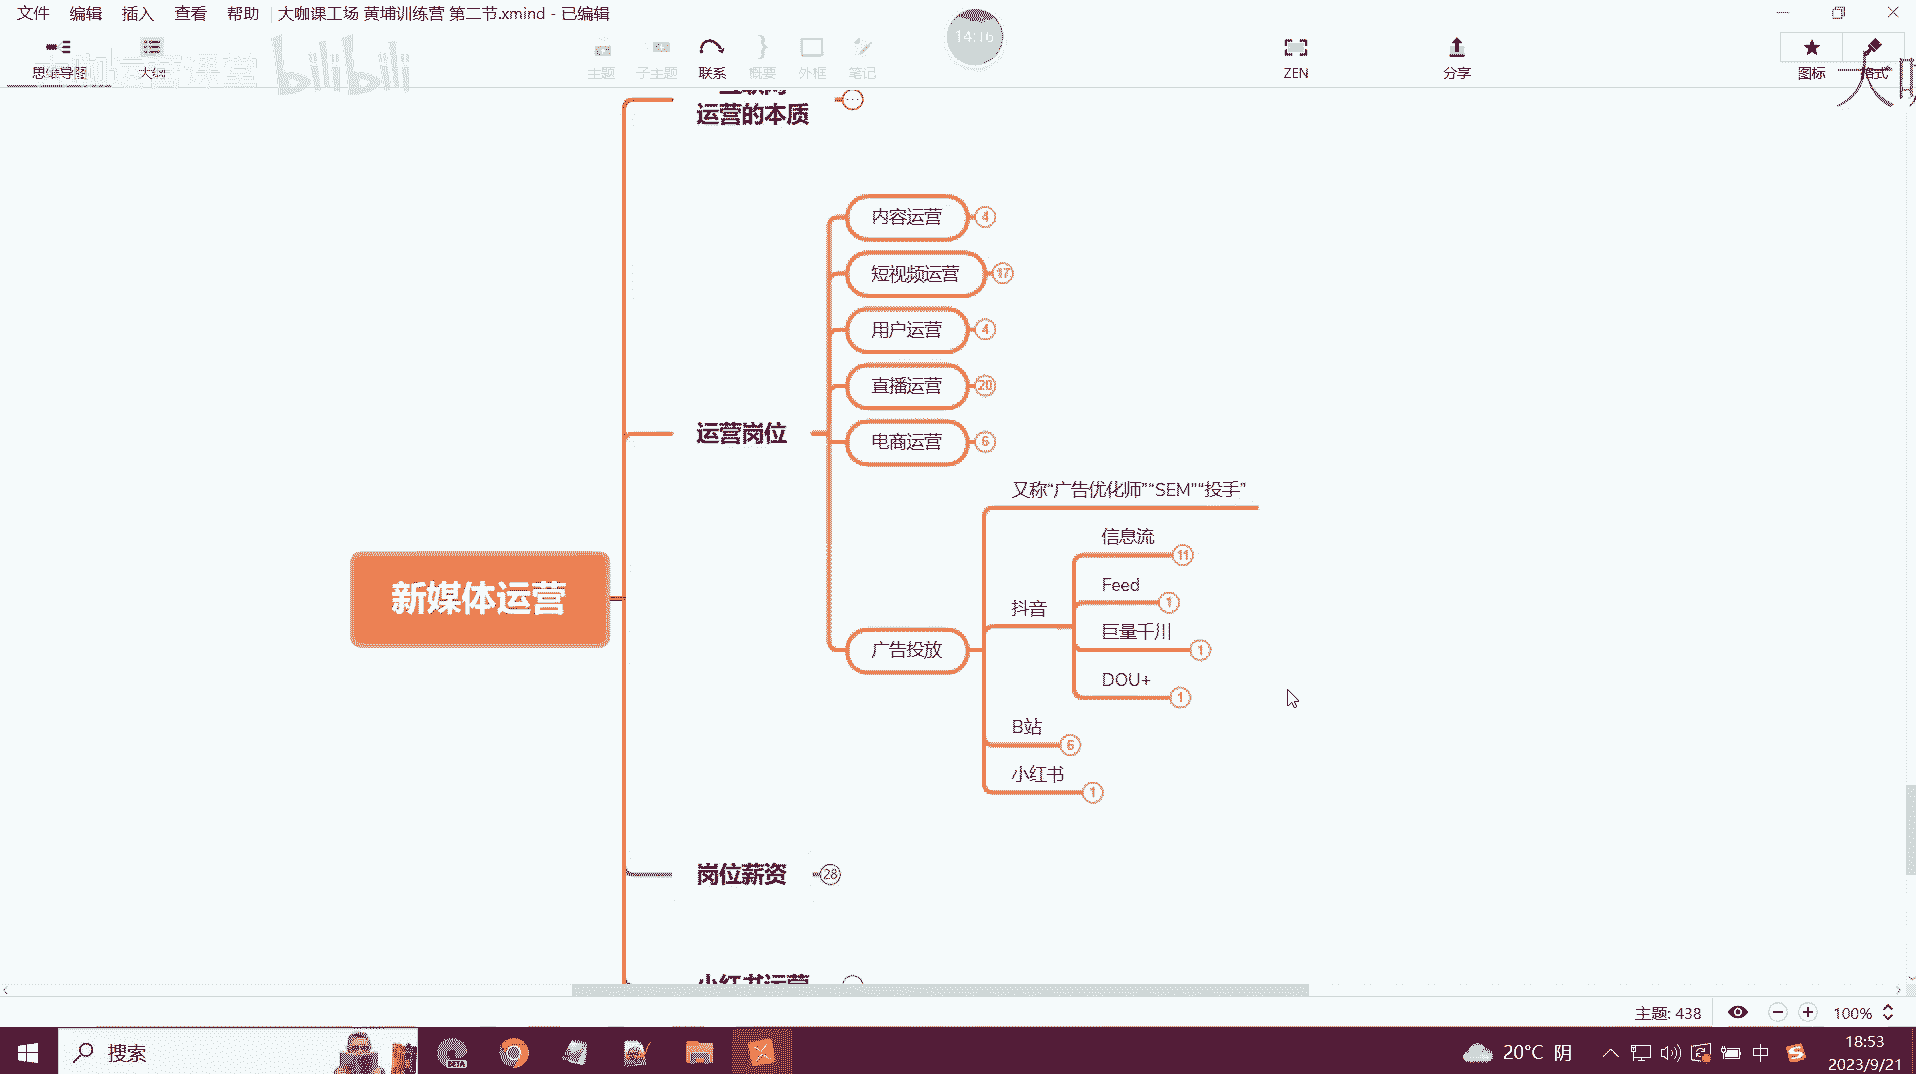 文件 编辑 插入 查看 帮助 大咖课工场 黄埔训练营 第二节.xmind - 已编辑
思维导图 大纲 主题 子主题 联系 概要 外框 笔记 ZEN 分享 图标 格式
bilibili
14:16
运营的本质
内容运营 4
短视频运营 17
用户运营 4
直播运营 20
运营岗位
电商运营 6
又称“广告优化师”“SEM”“投手”
信息流 11
Feed 1
新媒体运营
抖音
巨量千川 1
广告投放
DOU+ 1
B站 6
小红书 1
岗位薪资 28
小红书运营
主题: 438 100%
搜索
20°C 阴
中
18:53
2023/9/21